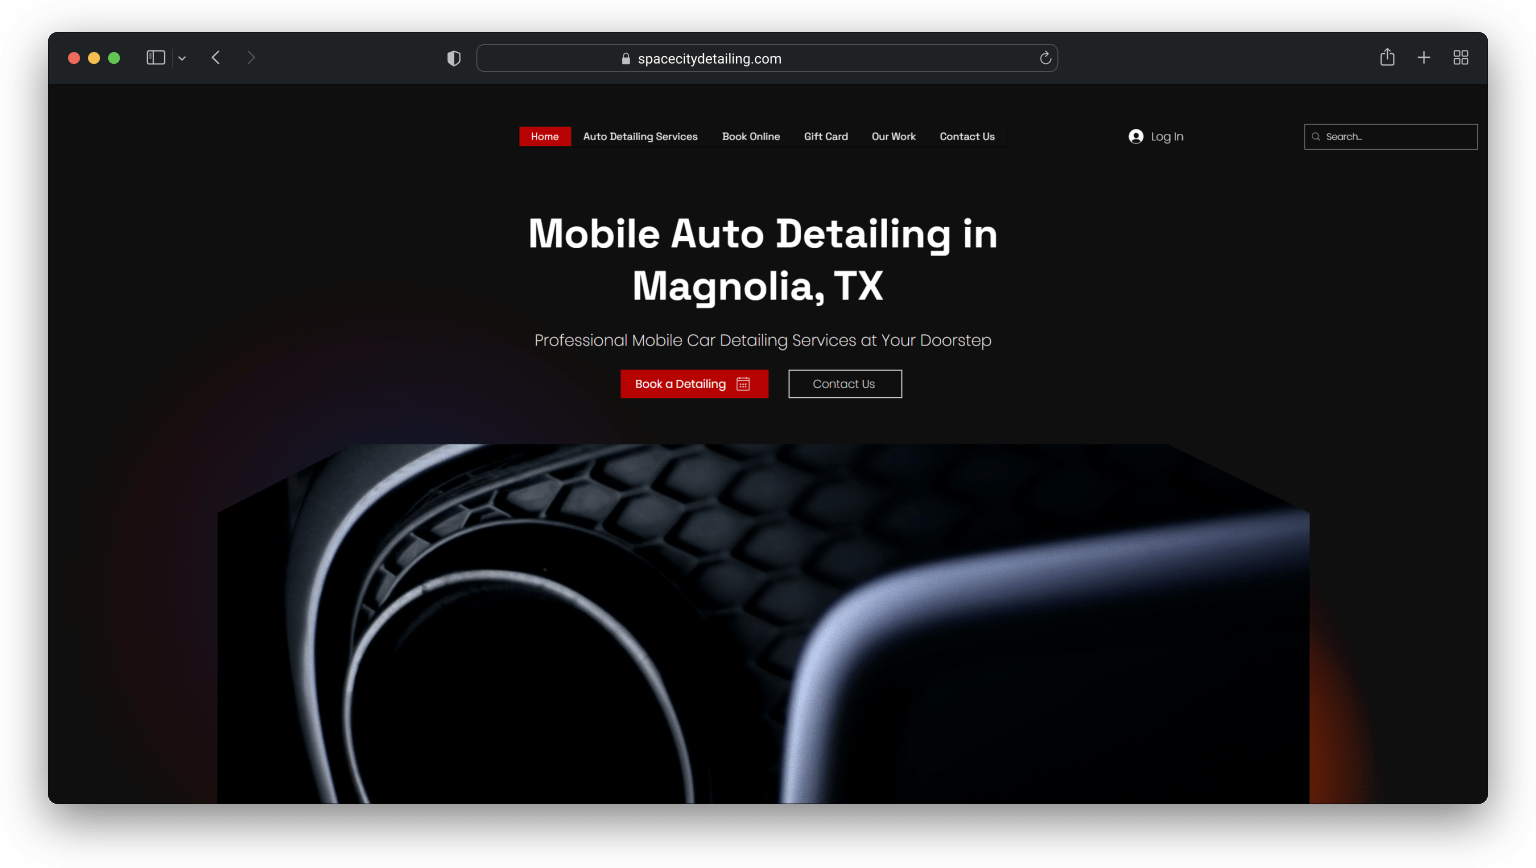 spacecitydetailing.com
Home Auto Detailing Services Book Online Gift Card Our Work Contact Us Log In Search...
Mobile Auto Detailing in
Magnolia, TX
Professional Mobile Car Detailing Services at Your Doorstep
Book a Detailing Contact Us